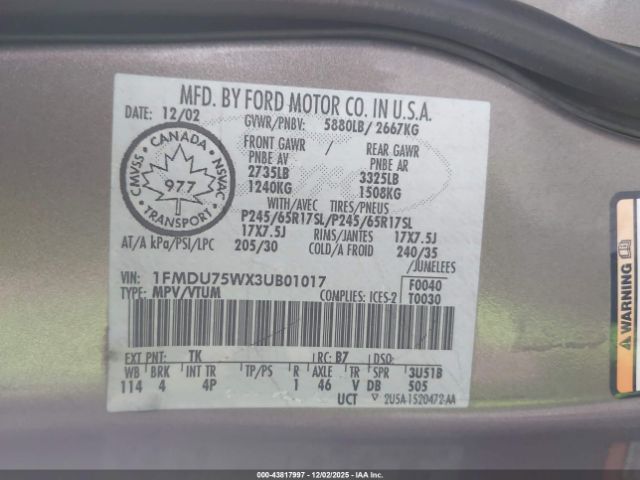 MFD. BY FORD MOTOR CO. IN U.S.A.
DATE: 12/02 GVWR/PNBV: 5880LB/ 2667KG
FRONT GAWR / REAR GAWR
PNBE AV PNBE AR
2735LB 3325LB
1240KG 1508KG
WITH/AVEC TIRES/PNEUS
P245/65R17SL/P245/65R17SL
17X7.5J RIMS/JANTES 17X7.5J
AT/A kPa/PSI/LPC 205/30 COLD/A FROID 240/35
/JUMELEES
CANADA
CMVSS NSVAC
977
TRANSPORT
VIN: 1FMDU75WX3UB01017 F0040
TYPE: MPV/VTUM COMPLIES: ICES-2 T0030
EXT PNT: TK RC: B7 DSO:
WB BRK INT TR TP/PS R AXLE TR SPR 3U51B
114 4 4P 1 46 V DB 505
UCT ▽ 2U5A-1520472-AA
00-43817997 - 12/02/2025 - IAA Inc.